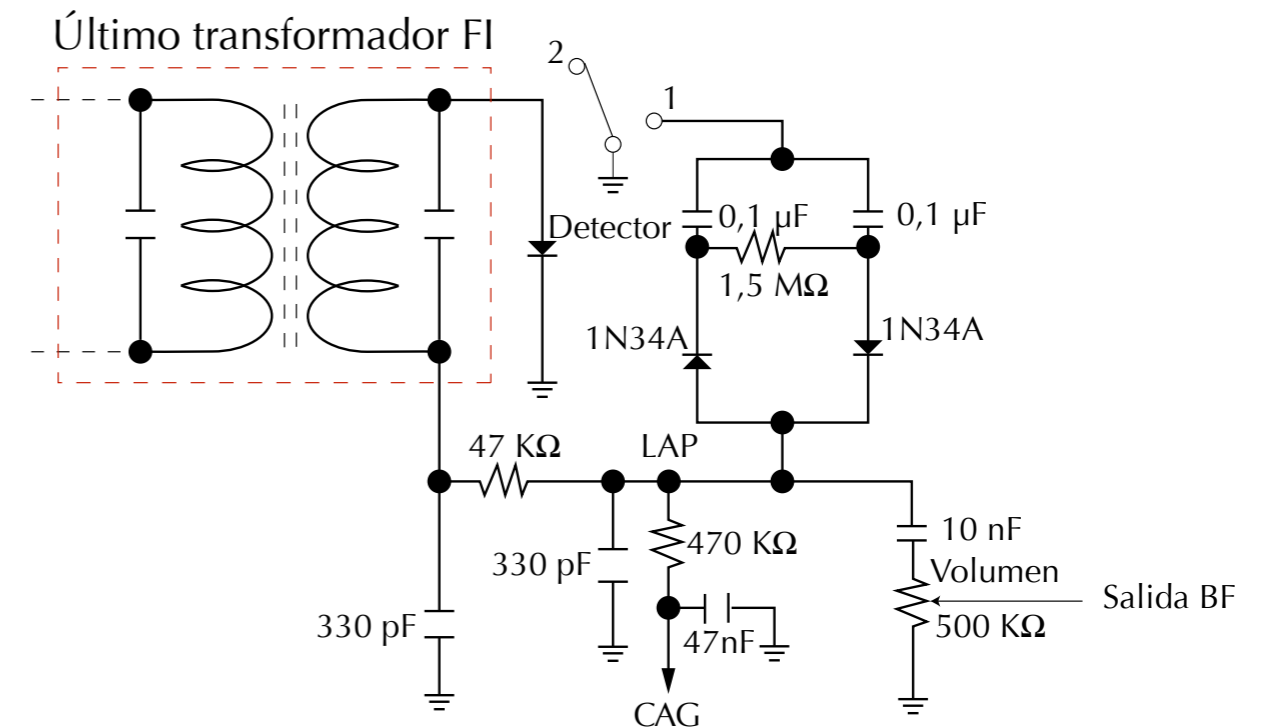 Último transformador FI
2
1
Detector
0,1 µF
0,1 µF
1,5 MΩ
1N34A
1N34A
47 KΩ
LAP
470 KΩ
10 nF
330 pF
Volumen
Salida BF
330 pF
500 KΩ
47nF
CAG